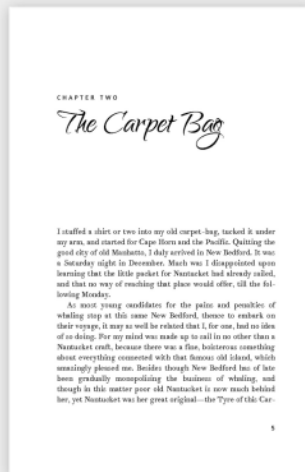 CHAPTER TWO
The Carpet Bag
I stuffed a shirt or two into my old carpet-bag, tucked it under
my arm, and started for Cape Horn and the Pacific. Quitting the
good city of old Manhatto, I duly arrived in New Bedford. It was
a Saturday night in December. Much was I disappointed upon
learning that the little packet for Nantucket had already sailed,
and that no way of reaching that place would offer, till the fol-
lowing Monday.
As most young candidates for the pains and penalties of
whaling stop at this same New Bedford, thence to embark on
their voyage, it may as well be related that I, for one, had no idea
of so doing. For my mind was made up to sail in no other than a
Nantucket craft, because there was a fine, boisterous something
about everything connected with that famous old island, which
amazingly pleased me. Besides though New Bedford has of late
been gradually monopolising the business of whaling, and
though in this matter poor old Nantucket is now much behind
her, yet Nantucket was her great original—the Tyre of this Car-
5